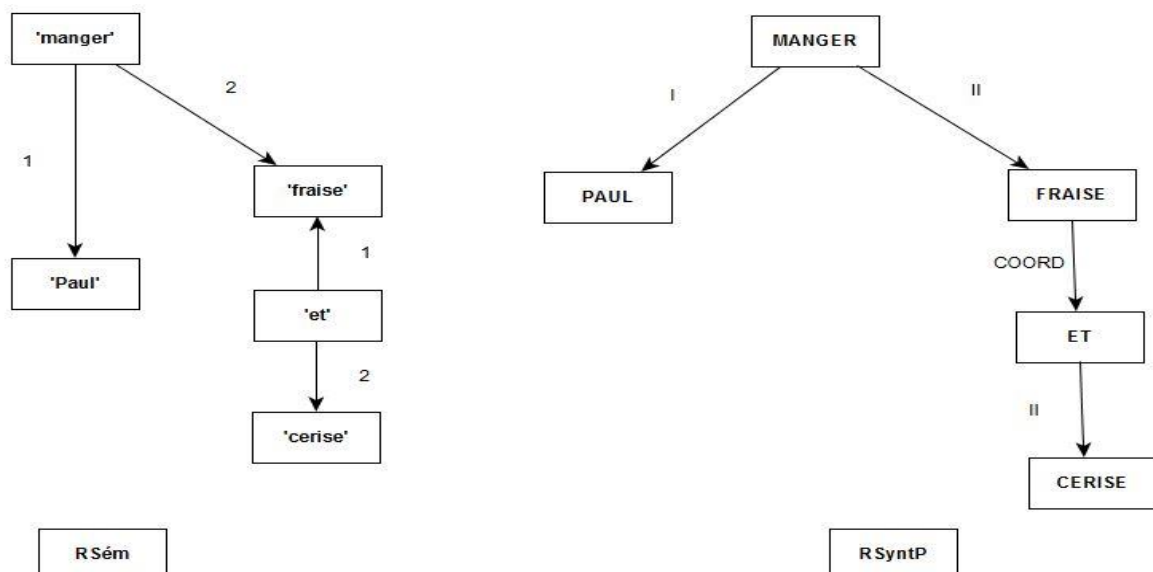 'manger'
2
1
'fraise'
1
'Paul'
'et'
2
'cerise'
RSém
MANGER
I
II
PAUL
FRAISE
COORD
ET
II
CERISE
RSyntP